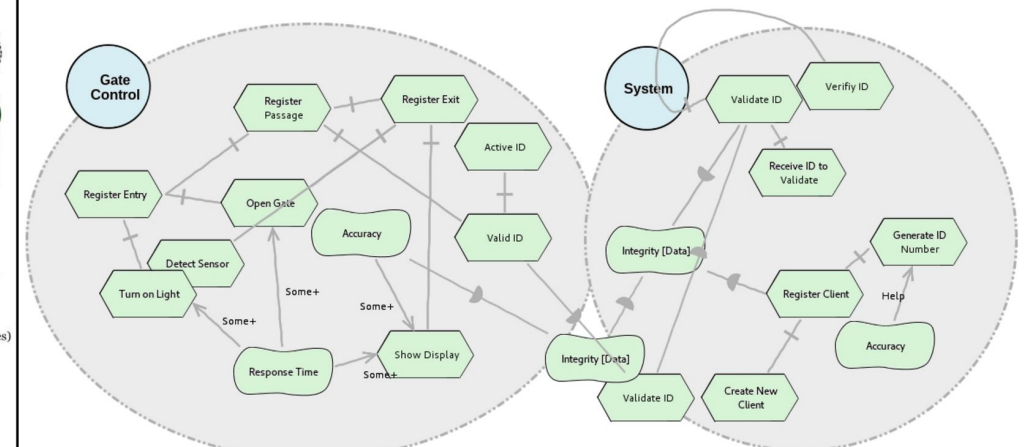 Gate
Control
Register
Passage
Register Exit
Active ID
Register Entry
Open Gate
Accuracy
Valid ID
Detect Sensor
Turn on Light
Some+
Some+
Some+
Response Time
Show Display
Some+
System
Validate ID
Verifiy ID
Receive ID to
Validate
Integrity [Data]
Generate ID
Number
Register Client
Help
Accuracy
Integrity [Data]
Validate ID
Create New
Client
es)